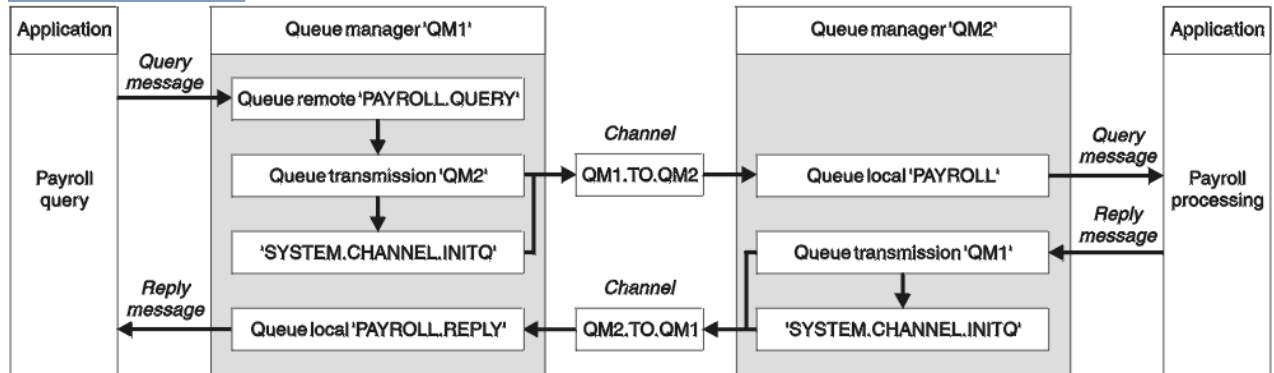 Application
Queue manager 'QM1'
Queue manager 'QM2'
Application
Query
message
Queue remote 'PAYROLL.QUERY'
Channel
Query
message
Payroll
query
Queue transmission 'QM2'
QM1.TO.QM2
Queue local 'PAYROLL'
Payroll
processing
Reply
message
'SYSTEM.CHANNEL.INITQ'
Queue transmission 'QM1'
Reply
message
Channel
Queue local 'PAYROLL.REPLY'
QM2.TO.QM1
'SYSTEM.CHANNEL.INITQ'